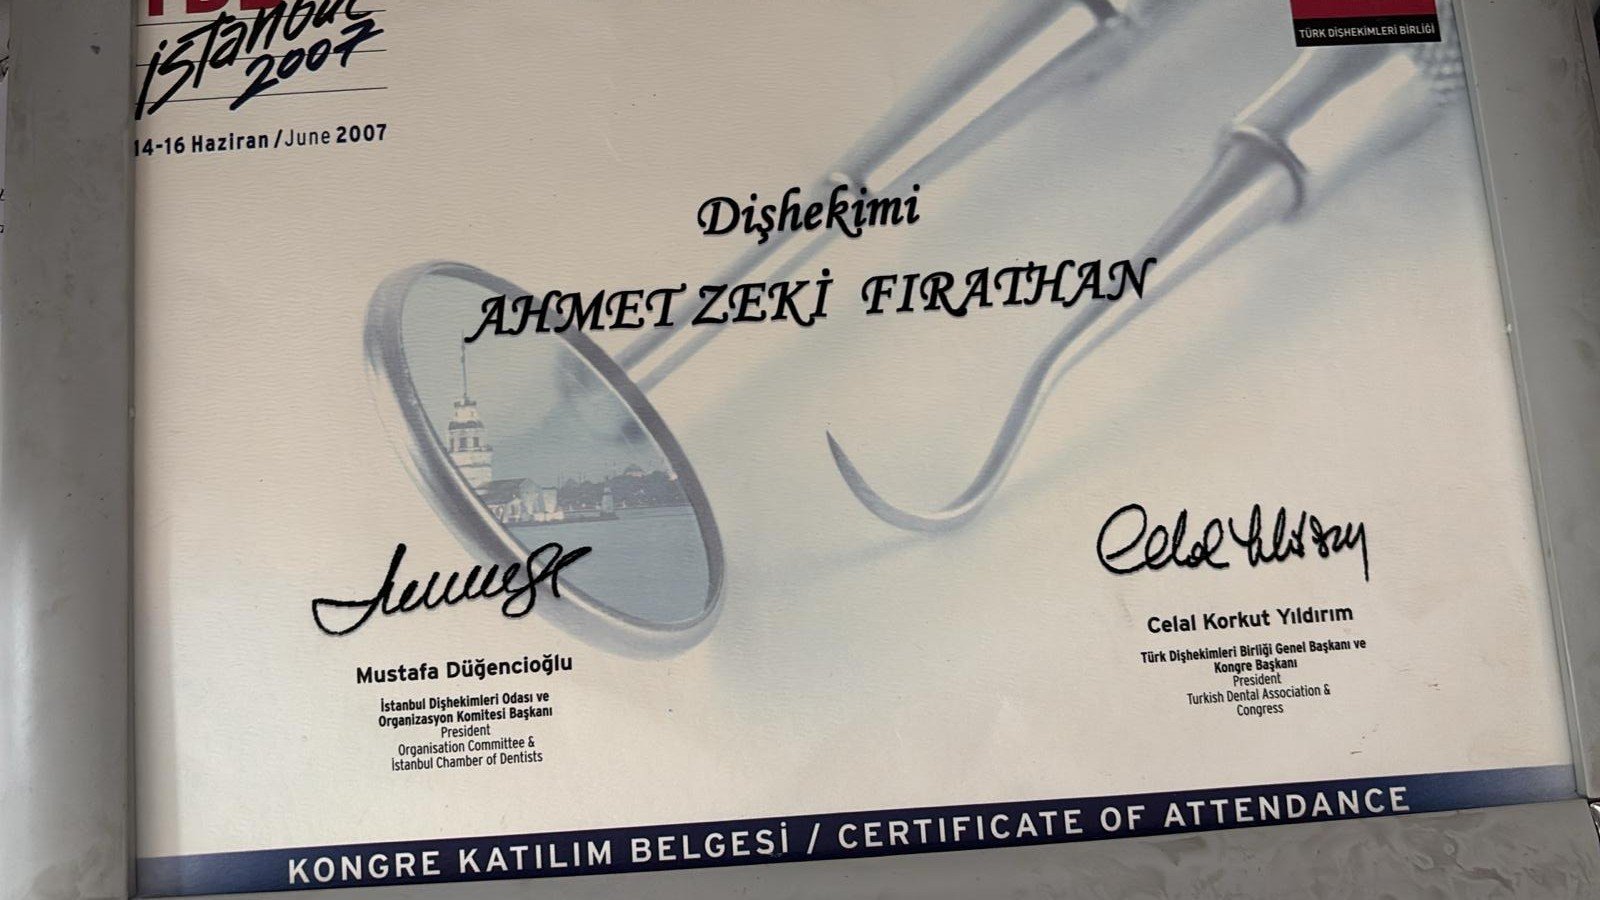 İstanbul
2007
14-16 Haziran / June 2007
TÜRK DİŞHEKİMLERİ BİRLİĞİ
Dişhekimi
AHMET ZEKİ FIRATHAN
Mustafa Düğencioğlu
İstanbul Dişhekimleri Odası ve
Organizasyon Komitesi Başkanı
President
Organisation Committee &
İstanbul Chamber of Dentists
Celal Korkut Yıldırım
Türk Dişhekimleri Birliği Genel Başkanı ve
Kongre Başkanı
President
Turkish Dental Association &
Congress
KONGRE KATILIM BELGESİ / CERTIFICATE OF ATTENDANCE